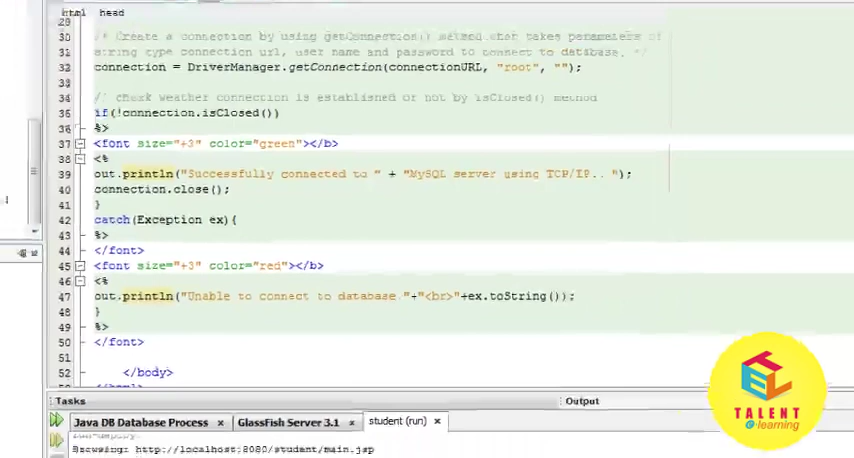 html head
29
30 /* Create a connection by using getConnection() method that takes parameters of
31 string type connection url, user name and password to connect to database. */
32 connection = DriverManager.getConnection(connectionURL, "root", "");
33
34 /* check weather connection is established or not by isClosed() method
35 if(!connection.isClosed())
36 %>
37 <font size="+3" color="green"></b>
38 <%
39 out.println("Successfully connected to " + "MySQL server using TCP/IP.. ");
40 connection.close();
41 }
42 catch(Exception ex){
43 %>
44 </font>
45 <font size="+3" color="red"></b>
46 <%
47 out.println("Unable to connect to database "+"<br>"+ex.toString());
48 }
49 %>
50 </font>
51
52 </body>
Tasks Output
Java DB Database Process x GlassFish Server 3.1 x student (run) x
Browsing: http://localhost:8080/student/main.jsp
TEL
TALENT
e-learning